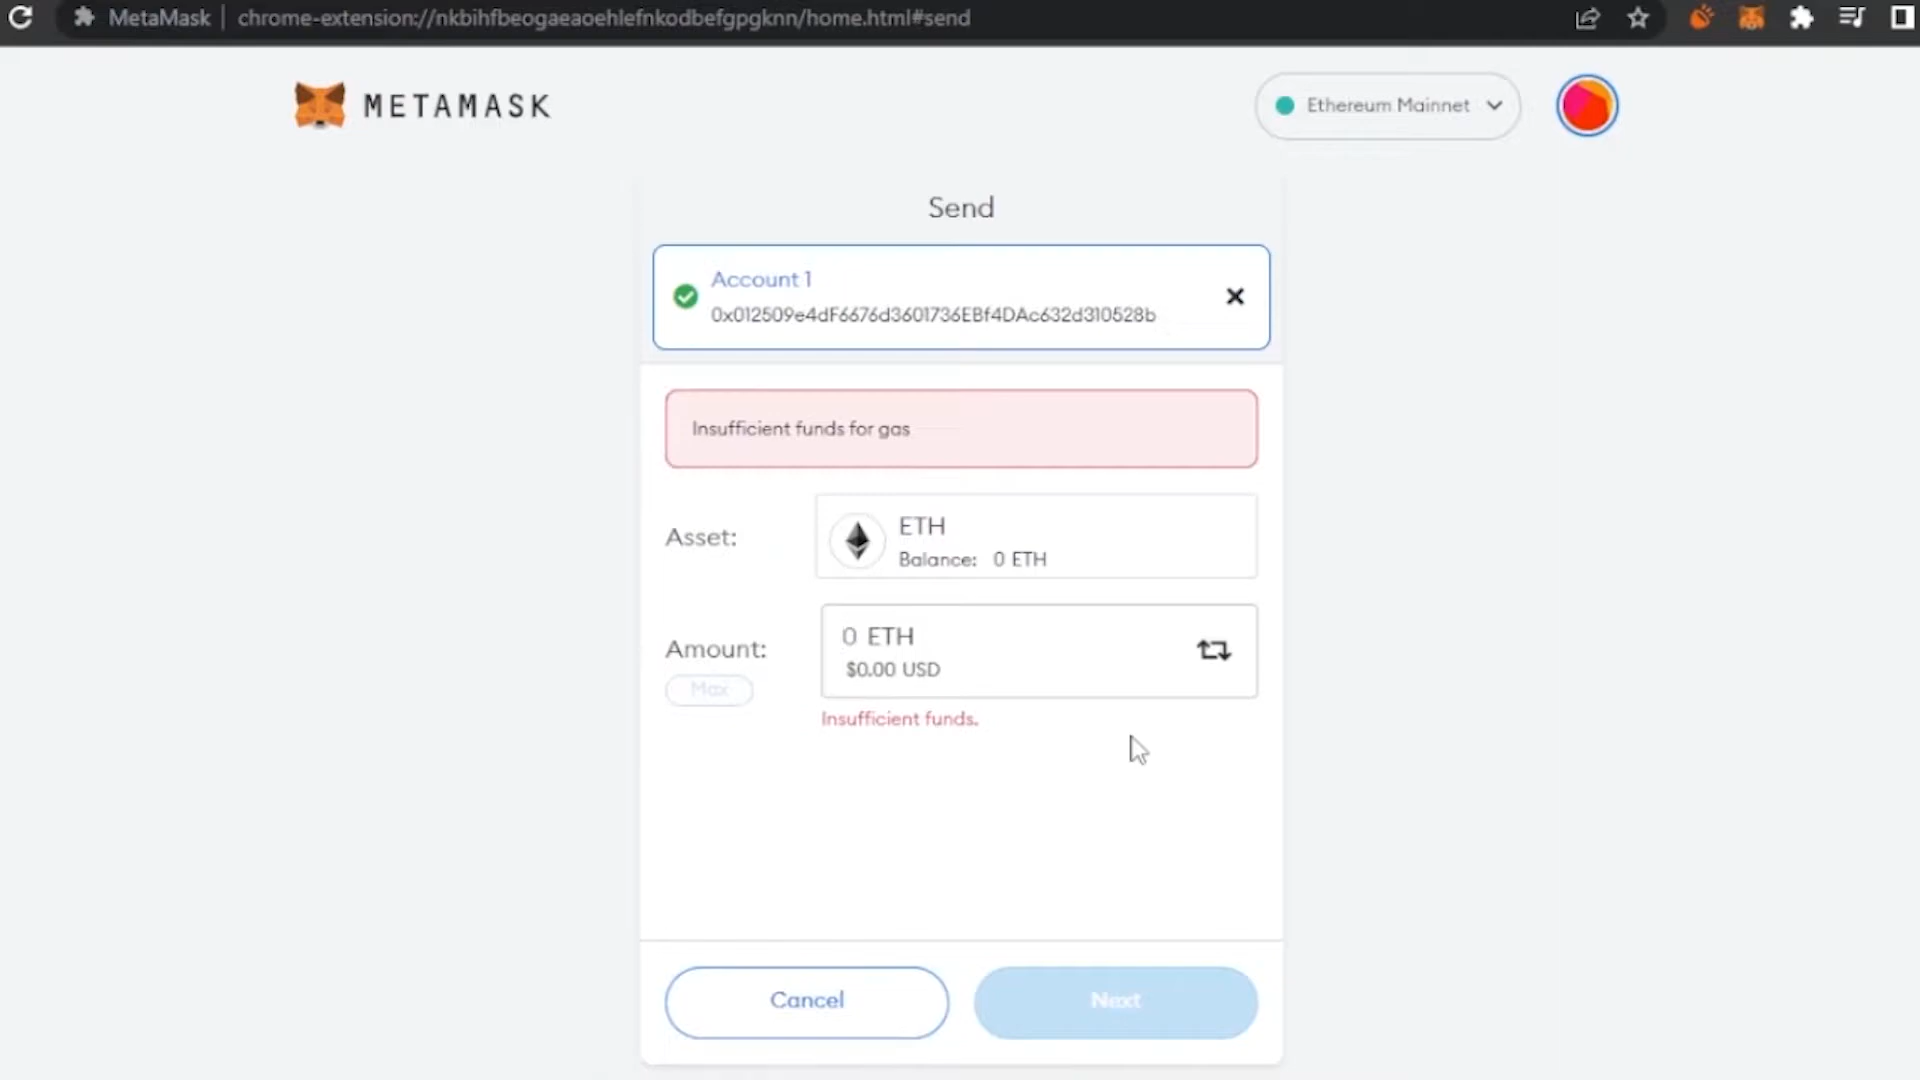 MetaMask | chrome-extension://nkbihfbeogaeaoehlefnkodbefgpgknn/home.html#send
METAMASK
Ethereum Mainnet
Send
Account 1
0x012509e4dF6676d3601736EBf4DAc632d310528b
Insufficient funds for gas
Asset:
ETH
Balance: 0 ETH
Amount:
Max
0 ETH
$0.00 USD
Insufficient funds.
Cancel
Next